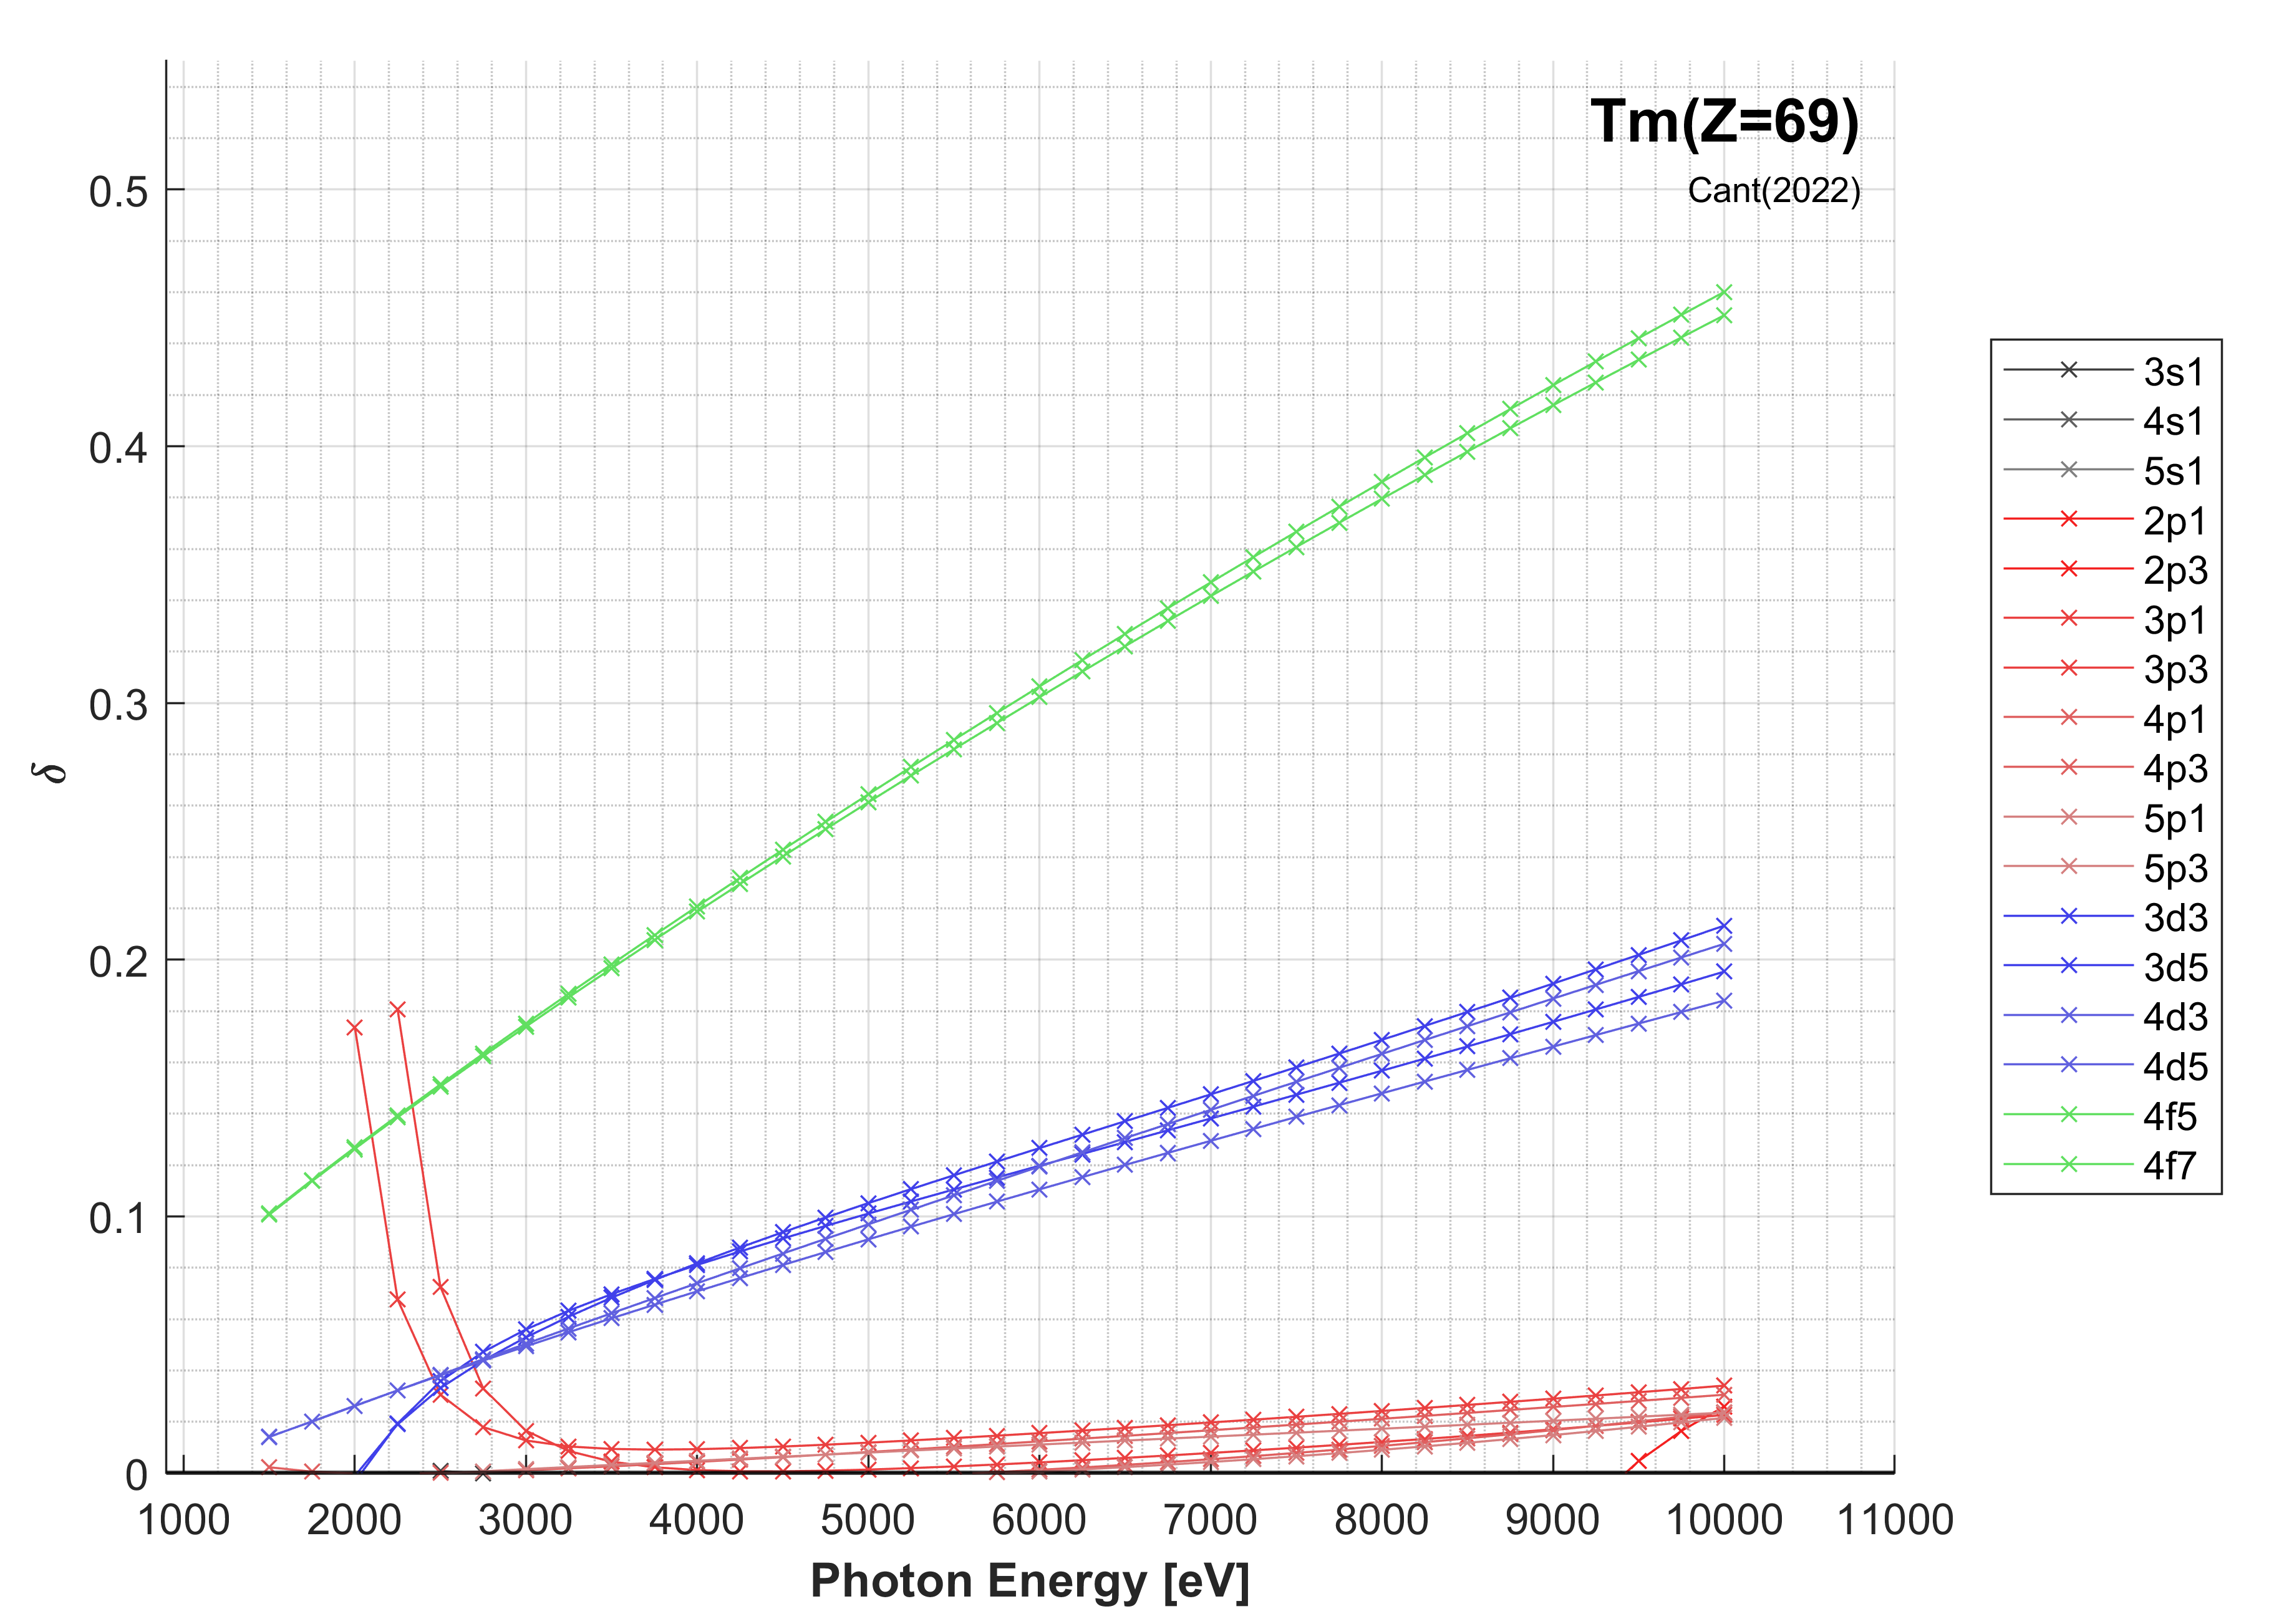 Tm(Z=69)
Cant(2022)
0.5
0.4
0.3
0.2
0.1
0
δ
1000 2000 3000 4000 5000 6000 7000 8000 9000 10000 11000
Photon Energy [eV]
3s1
4s1
5s1
2p1
2p3
3p1
3p3
4p1
4p3
5p1
5p3
3d3
3d5
4d3
4d5
4f5
4f7